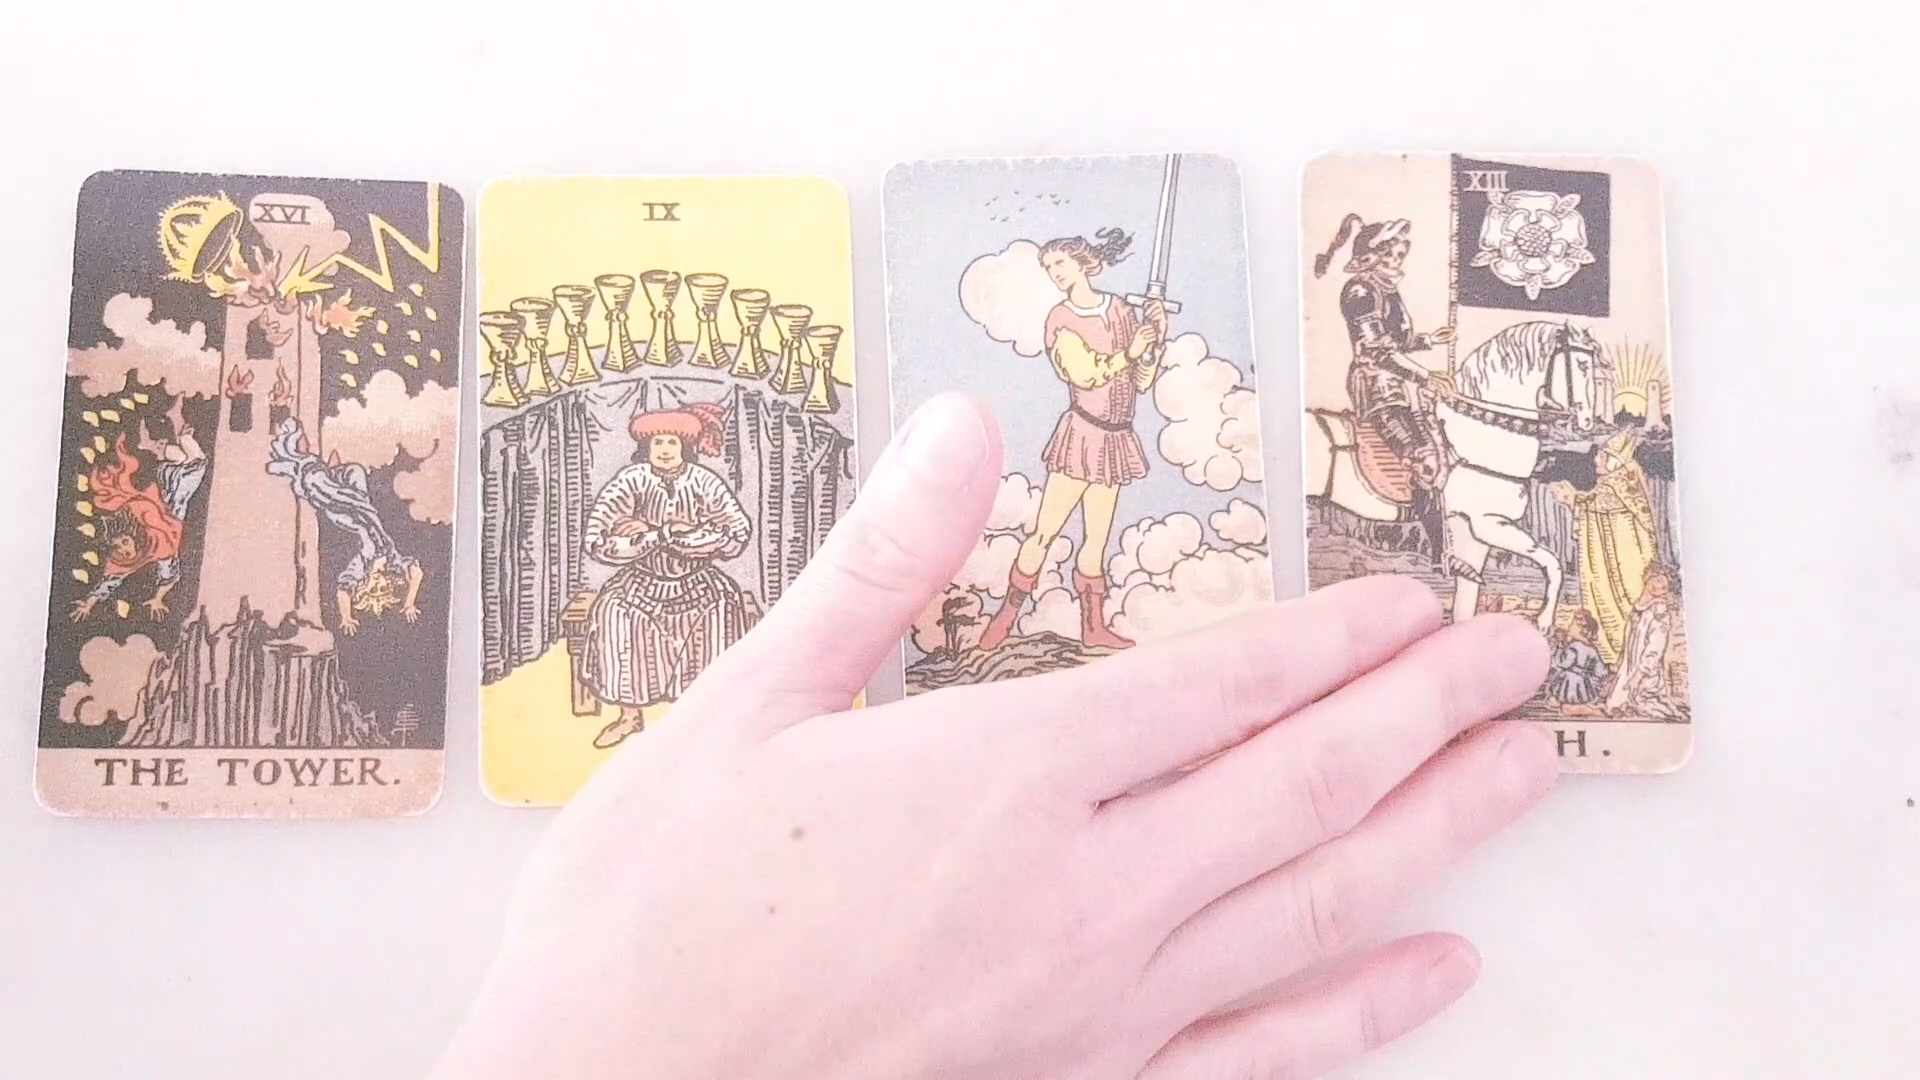 XVI
IX
XIII
THE TOWER.
H.